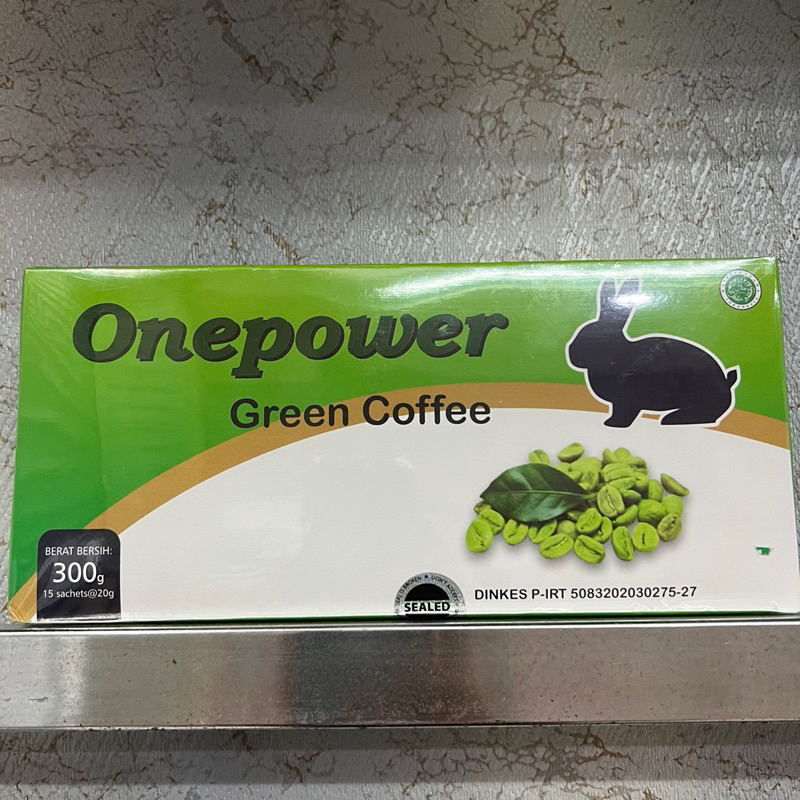 Onepower
Green Coffee
BERAT BERSIH:
300g
15 sachets@20g
SEALED
DINKES P-IRT 5083202030275-27